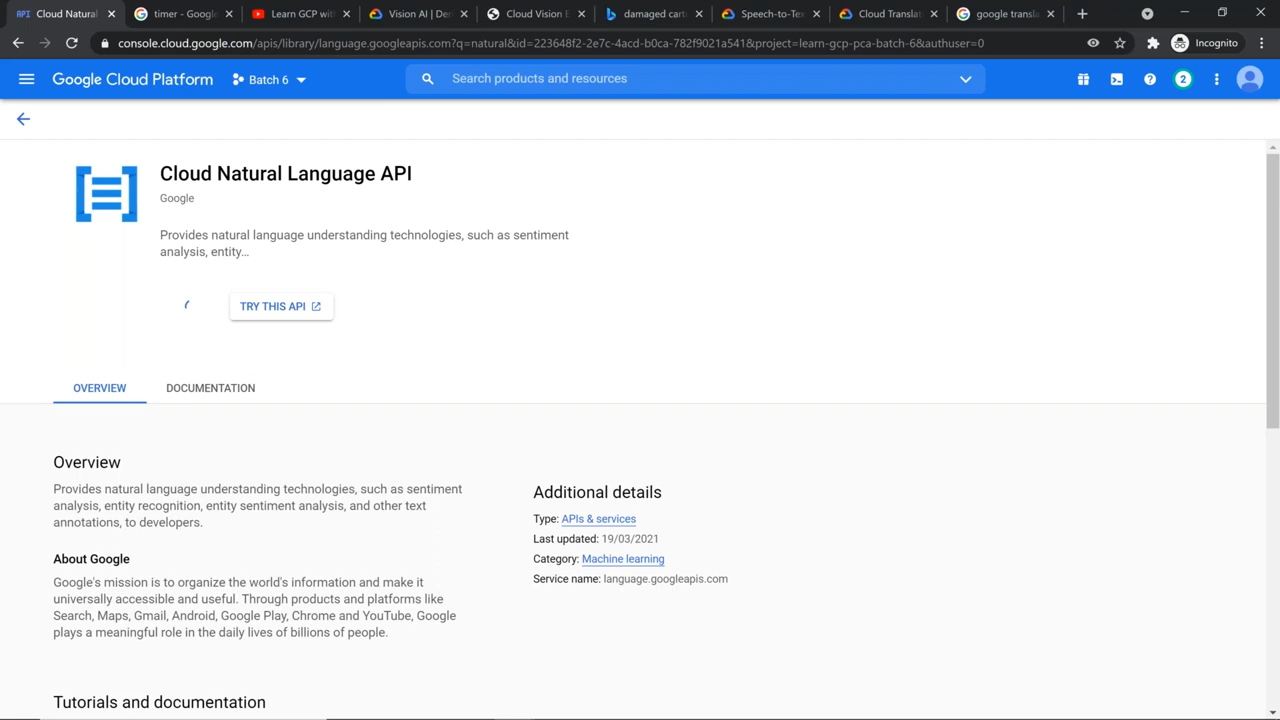 API Cloud Natural
timer - Google
Learn GCP with
Vision AI | Der
Cloud Vision E
damaged cart
Speech-to-Tex
Cloud Translat
google transla
console.cloud.google.com/apis/library/language.googleapis.com?q=natural&id=223648f2-2e7c-4acd-b0ca-782f9021a541&project=learn-gcp-pca-batch-6&authuser=0
Incognito
Google Cloud Platform
Batch 6
Search products and resources
2
Cloud Natural Language API
Google
Provides natural language understanding technologies, such as sentiment
analysis, entity...
TRY THIS API
OVERVIEW
DOCUMENTATION
Overview
Provides natural language understanding technologies, such as sentiment
analysis, entity recognition, entity sentiment analysis, and other text
annotations, to developers.
About Google
Google's mission is to organize the world's information and make it
universally accessible and useful. Through products and platforms like
Search, Maps, Gmail, Android, Google Play, Chrome and YouTube, Google
plays a meaningful role in the daily lives of billions of people.
Additional details
Type: APIs & services
Last updated: 19/03/2021
Category: Machine learning
Service name: language.googleapis.com
Tutorials and documentation